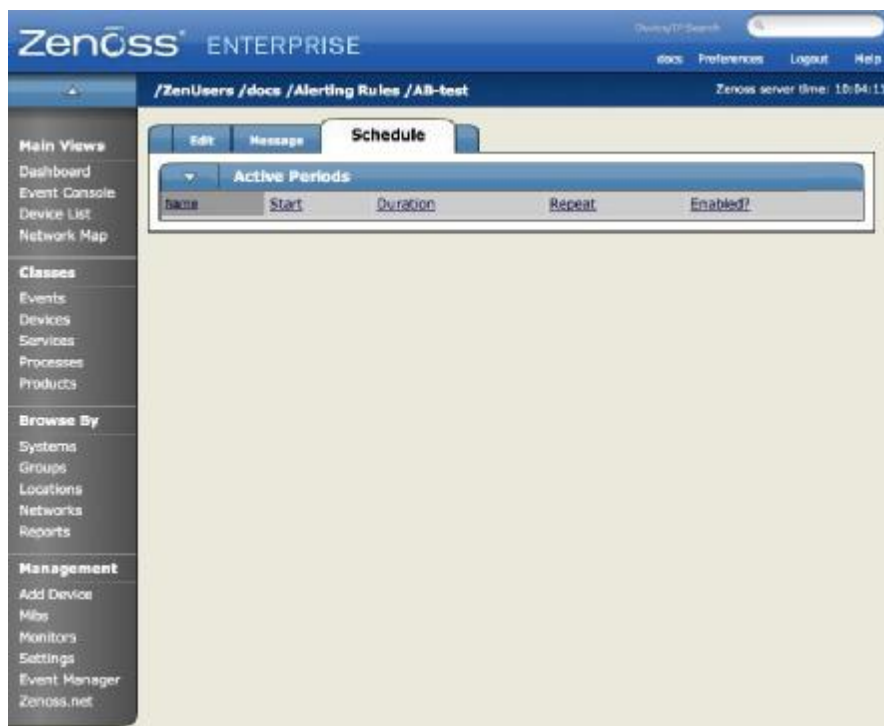 Zenoss ENTERPRISE
Device/IP Search
docs Preferences Logout Help
/ZenUsers /docs /Alerting Rules /AB-test
Zenoss server time: 10:04:11
Edit Message Schedule
Active Periods
Name Start Duration Repeat Enabled?
Main Views
Dashboard
Event Console
Device List
Network Map
Classes
Events
Devices
Services
Processes
Products
Browse By
Systems
Groups
Locations
Networks
Reports
Management
Add Device
Mibs
Monitors
Settings
Event Manager
Zenoss.net